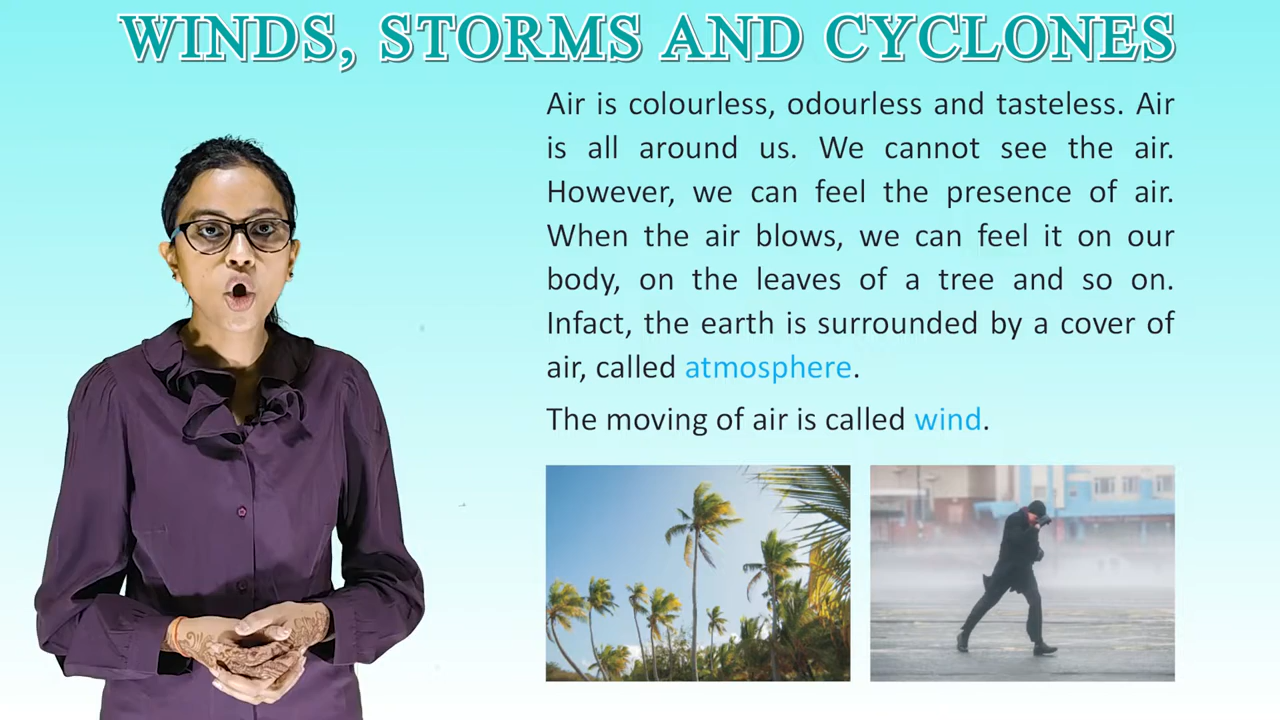 WINDS, STORMS AND CYCLONES
Air is colourless, odourless and tasteless. Air
is all around us. We cannot see the air.
However, we can feel the presence of air.
When the air blows, we can feel it on our
body, on the leaves of a tree and so on.
Infact, the earth is surrounded by a cover of
air, called atmosphere.
The moving of air is called wind.